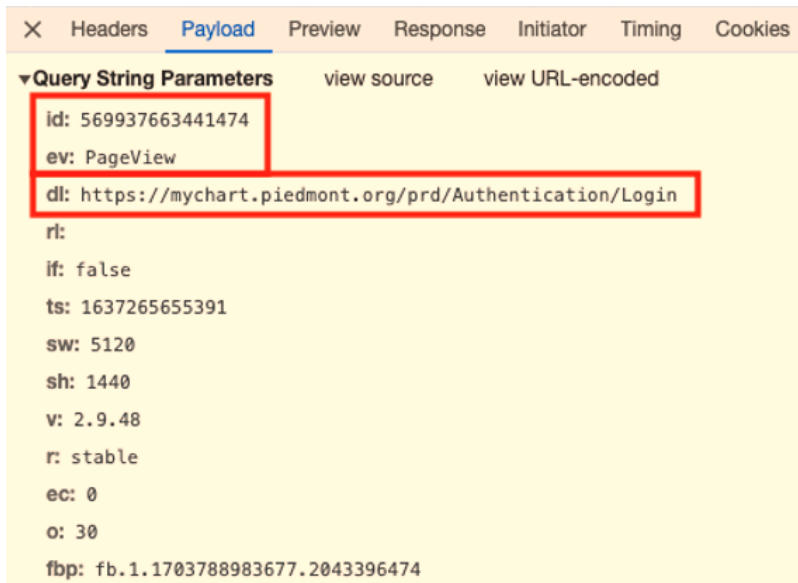 × Headers Payload Preview Response Initiator Timing Cookies
▾Query String Parameters view source view URL-encoded
id: 569937663441474
ev: PageView
dl: https://mychart.piedmont.org/prd/Authentication/Login
rl:
if: false
ts: 1637265655391
sw: 5120
sh: 1440
v: 2.9.48
r: stable
ec: 0
o: 30
fbp: fb.1.1703788983677.2043396474